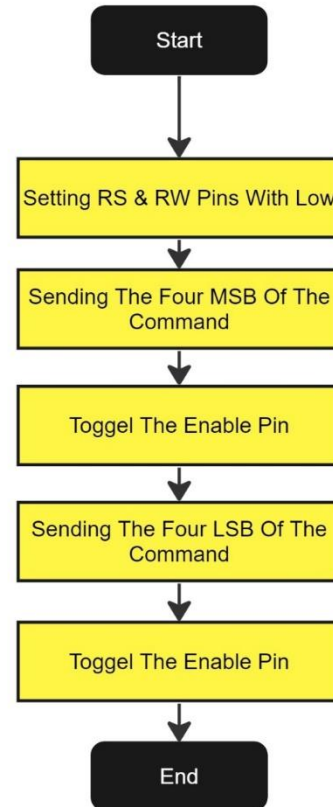 Start
Setting RS & RW Pins With Low
Sending The Four MSB Of The
Command
Toggel The Enable Pin
Sending The Four LSB Of The
Command
Toggel The Enable Pin
End